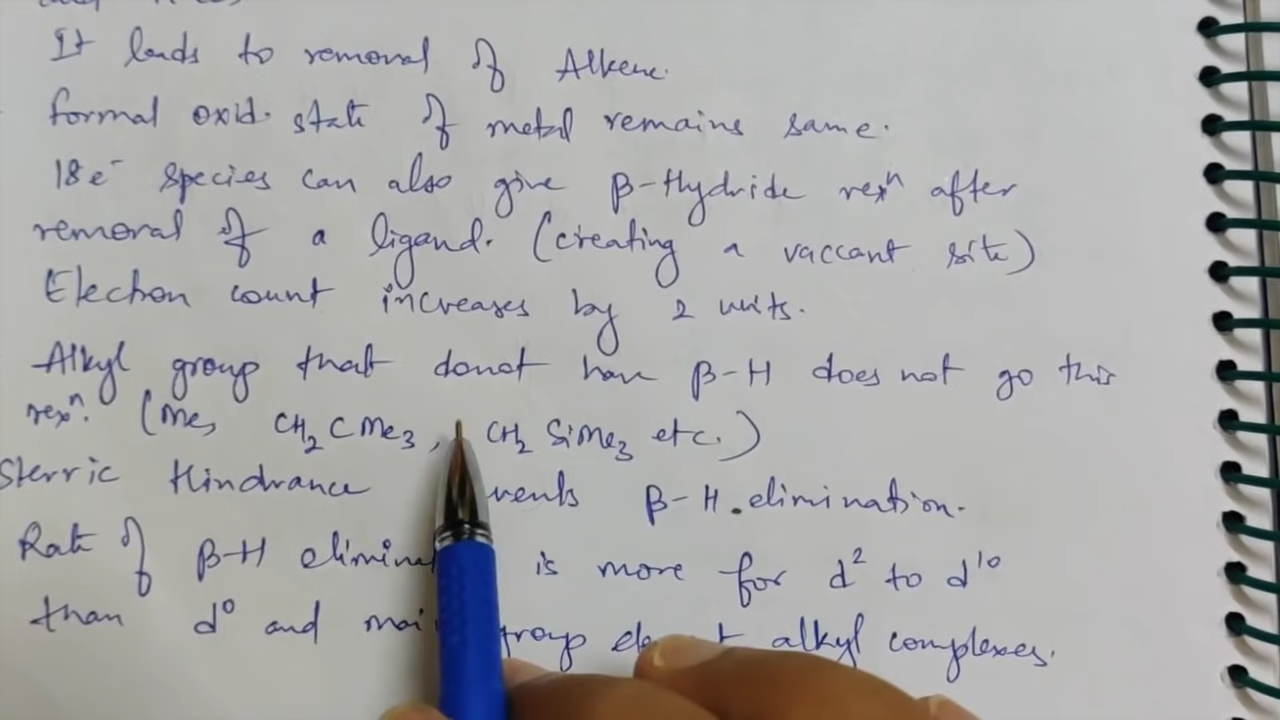 It leads to removal of Alkene.
formal oxid. state of metal remains same.
18e⁻ species can also give β-Hydride rexⁿ after
removal of a ligand. (creating a vaccant site)
Electron count increases by 2 units.
Alkyl group that donot have β-H does not go this
rexⁿ. (Me, CH₂CMe₃, CH₂SiMe₃ etc.)
Sterric Hindrance vents β-H.elimination.
Rate of β-H eliminat is more for d² to d¹⁰
than d⁰ and mai group ele t alkyl complexes.